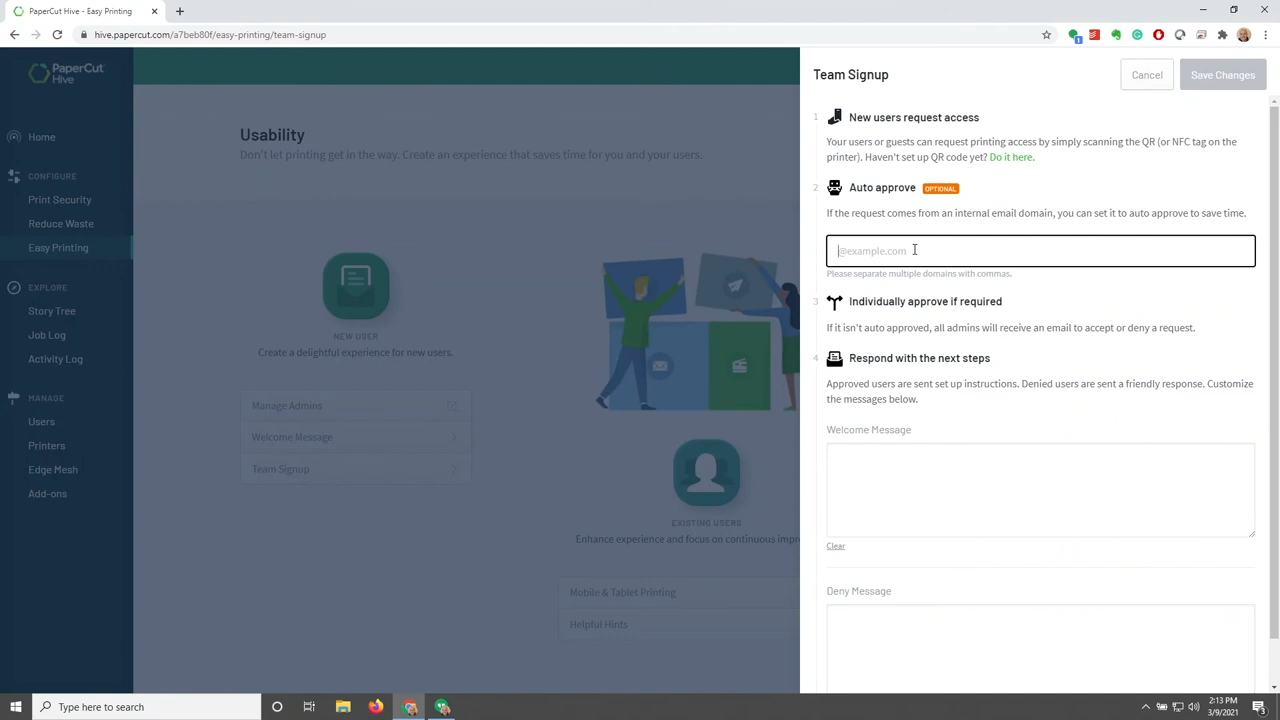 PaperCut Hive - Easy Printing
hive.papercut.com/a7beb80f/easy-printing/team-signup
PaperCut
Hive
Home
CONFIGURE
Print Security
Reduce Waste
Easy Printing
EXPLORE
Story Tree
Job Log
Activity Log
MANAGE
Users
Printers
Edge Mesh
Add-ons
Usability
Don't let printing get in the way. Create an experience that saves time for you and your users.
NEW USER
Create a delightful experience for new users.
Manage Admins
Welcome Message
Team Signup
EXISTING USERS
Enhance experience and focus on continuous impr
Mobile & Tablet Printing
Helpful Hints
Team Signup
Cancel
Save Changes
1
New users request access
Your users or guests can request printing access by simply scanning the QR (or NFC tag on the
printer). Haven't set up QR code yet? Do it here.
2
Auto approve OPTIONAL
If the request comes from an internal email domain, you can set it to auto approve to save time.
@example.com
Please separate multiple domains with commas.
3
Individually approve if required
If it isn't auto approved, all admins will receive an email to accept or deny a request.
4
Respond with the next steps
Approved users are sent set up instructions. Denied users are sent a friendly response. Customize
the messages below.
Welcome Message
Clear
Deny Message
Type here to search
2:13 PM
3/9/2021